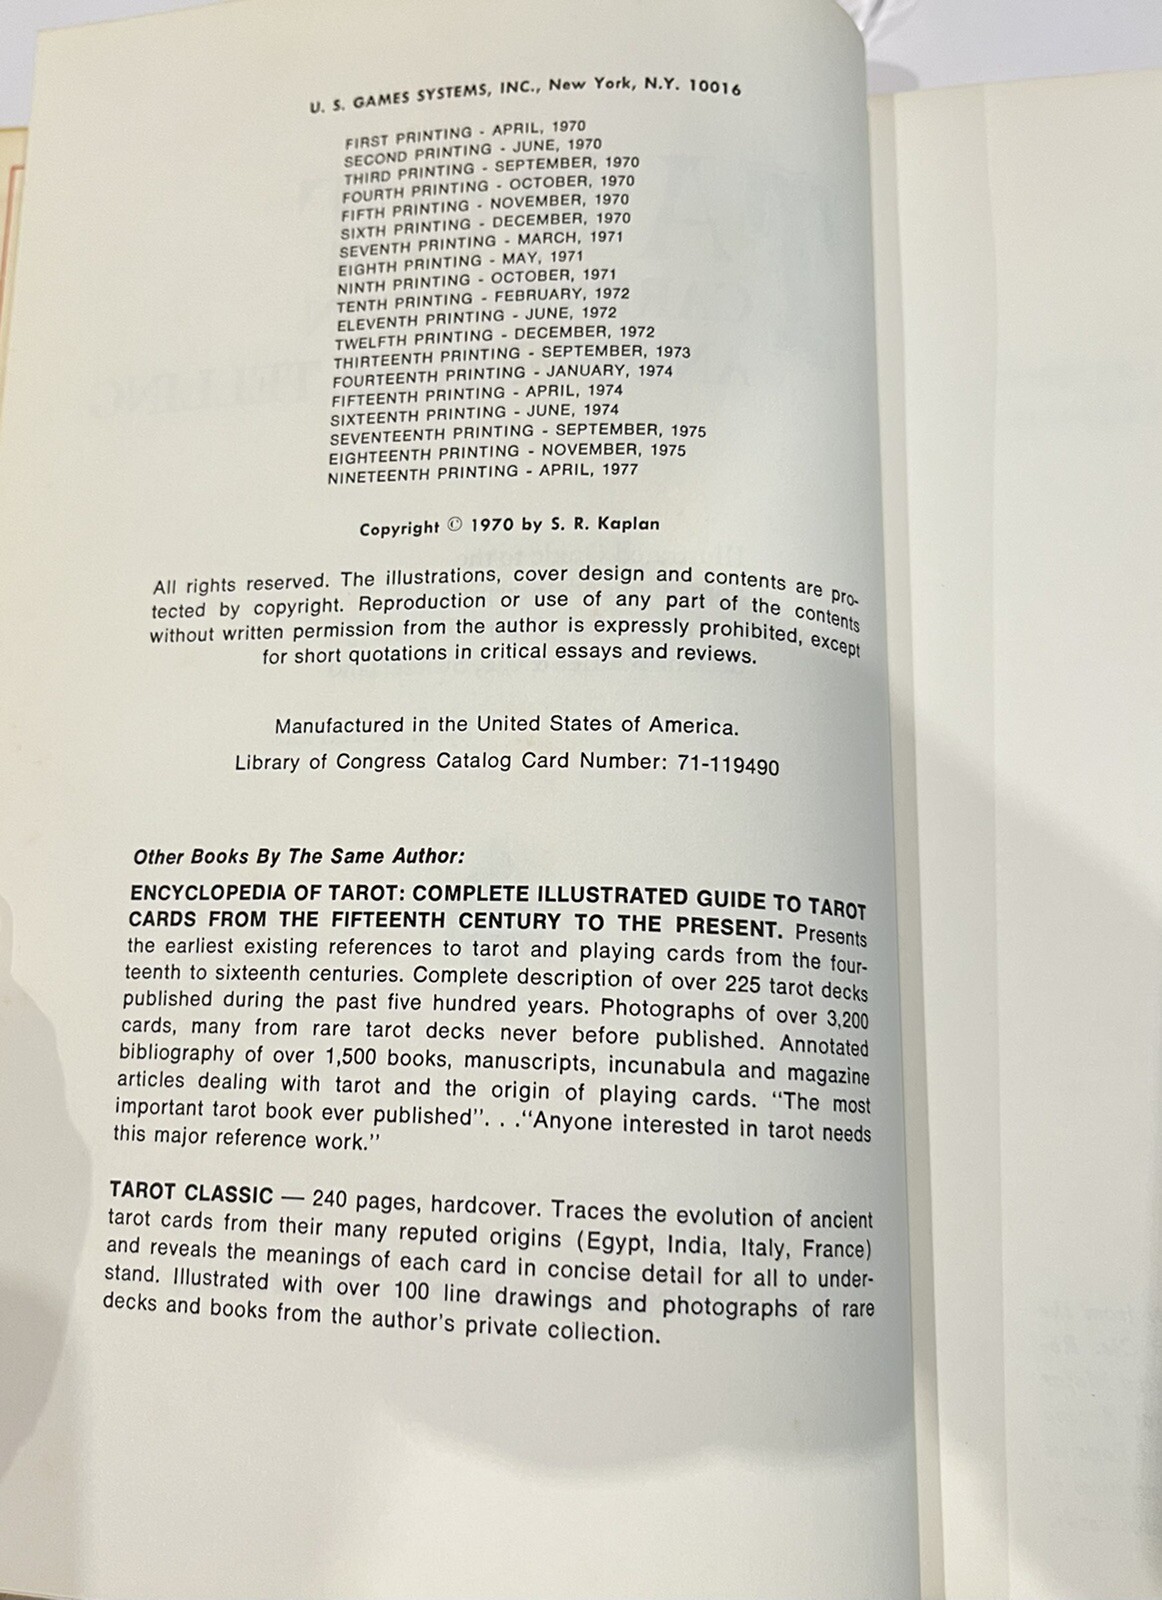 U. S. GAMES SYSTEMS, INC., New York, N.Y. 10016
FIRST PRINTING - APRIL, 1970
SECOND PRINTING - JUNE, 1970
THIRD PRINTING - SEPTEMBER, 1970
FOURTH PRINTING - OCTOBER, 1970
FIFTH PRINTING - NOVEMBER, 1970
SIXTH PRINTING - DECEMBER, 1970
SEVENTH PRINTING - MARCH, 1971
EIGHTH PRINTING - MAY, 1971
NINTH PRINTING - OCTOBER, 1971
TENTH PRINTING - FEBRUARY, 1972
ELEVENTH PRINTING - JUNE, 1972
TWELFTH PRINTING - DECEMBER, 1972
THIRTEENTH PRINTING - SEPTEMBER, 1973
FOURTEENTH PRINTING - JANUARY, 1974
FIFTEENTH PRINTING - APRIL, 1974
SIXTEENTH PRINTING - JUNE, 1974
SEVENTEENTH PRINTING - SEPTEMBER, 1975
EIGHTEENTH PRINTING - NOVEMBER, 1975
NINETEENTH PRINTING - APRIL, 1977
Copyright © 1970 by S. R. Kaplan
All rights reserved. The illustrations, cover design and contents are pro-
tected by copyright. Reproduction or use of any part of the contents
without written permission from the author is expressly prohibited, except
for short quotations in critical essays and reviews.
Manufactured in the United States of America.
Library of Congress Catalog Card Number: 71-119490
Other Books By The Same Author:
ENCYCLOPEDIA OF TAROT: COMPLETE ILLUSTRATED GUIDE TO TAROT
CARDS FROM THE FIFTEENTH CENTURY TO THE PRESENT. Presents
the earliest existing references to tarot and playing cards from the four-
teenth to sixteenth centuries. Complete description of over 225 tarot decks
published during the past five hundred years. Photographs of over 3,200
cards, many from rare tarot decks never before published. Annotated
bibliography of over 1,500 books, manuscripts, incunabula and magazine
articles dealing with tarot and the origin of playing cards. "The most
important tarot book ever published". . ."Anyone interested in tarot needs
this major reference work."
TAROT CLASSIC — 240 pages, hardcover. Traces the evolution of ancient
tarot cards from their many reputed origins (Egypt, India, Italy, France)
and reveals the meanings of each card in concise detail for all to under-
stand. Illustrated with over 100 line drawings and photographs of rare
decks and books from the author's private collection.